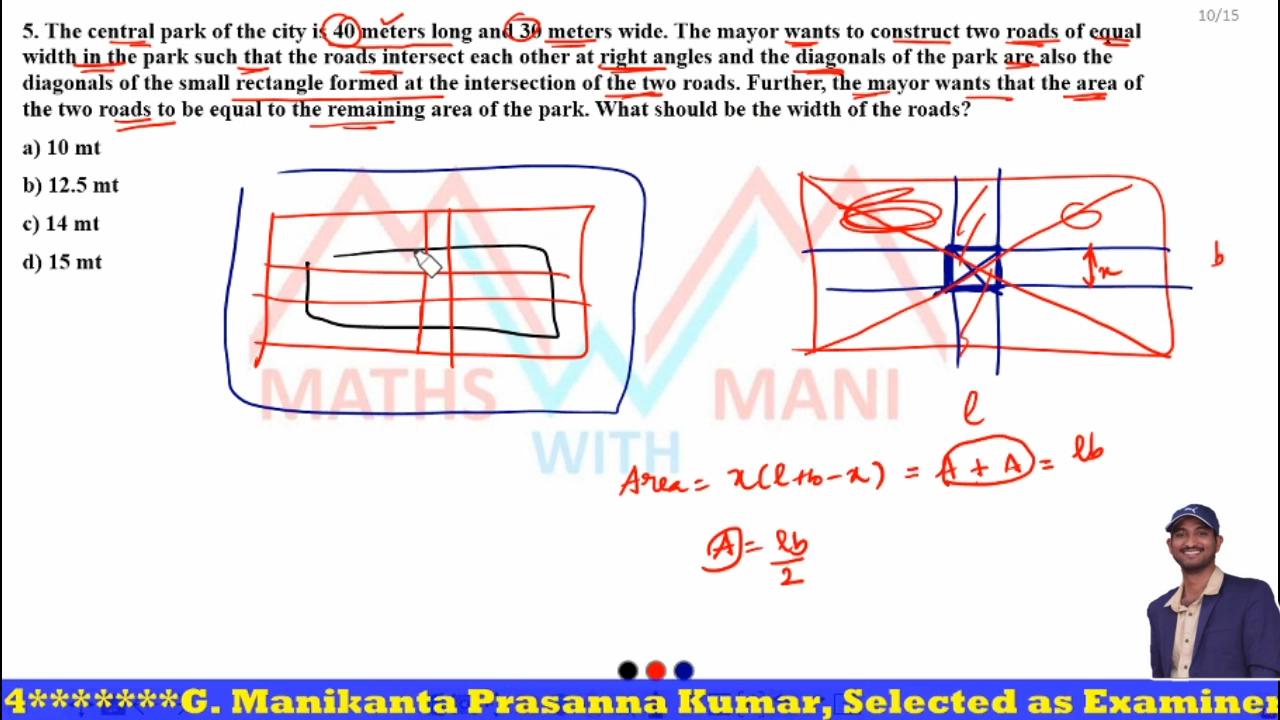 10/15
5. The central park of the city is 40 meters long and 30 meters wide. The mayor wants to construct two roads of equal
width in the park such that the roads intersect each other at right angles and the diagonals of the park are also the
diagonals of the small rectangle formed at the intersection of the two roads. Further, the mayor wants that the area of
the two roads to be equal to the remaining area of the park. What should be the width of the roads?
a) 10 mt
b) 12.5 mt
c) 14 mt
d) 15 mt
x
b
l
MATHS
WITH
MANI
Area = x(l+b-x) = A + A = lb
A = lb
2
4*******G. Manikanta Prasanna Kumar, Selected as Examiner